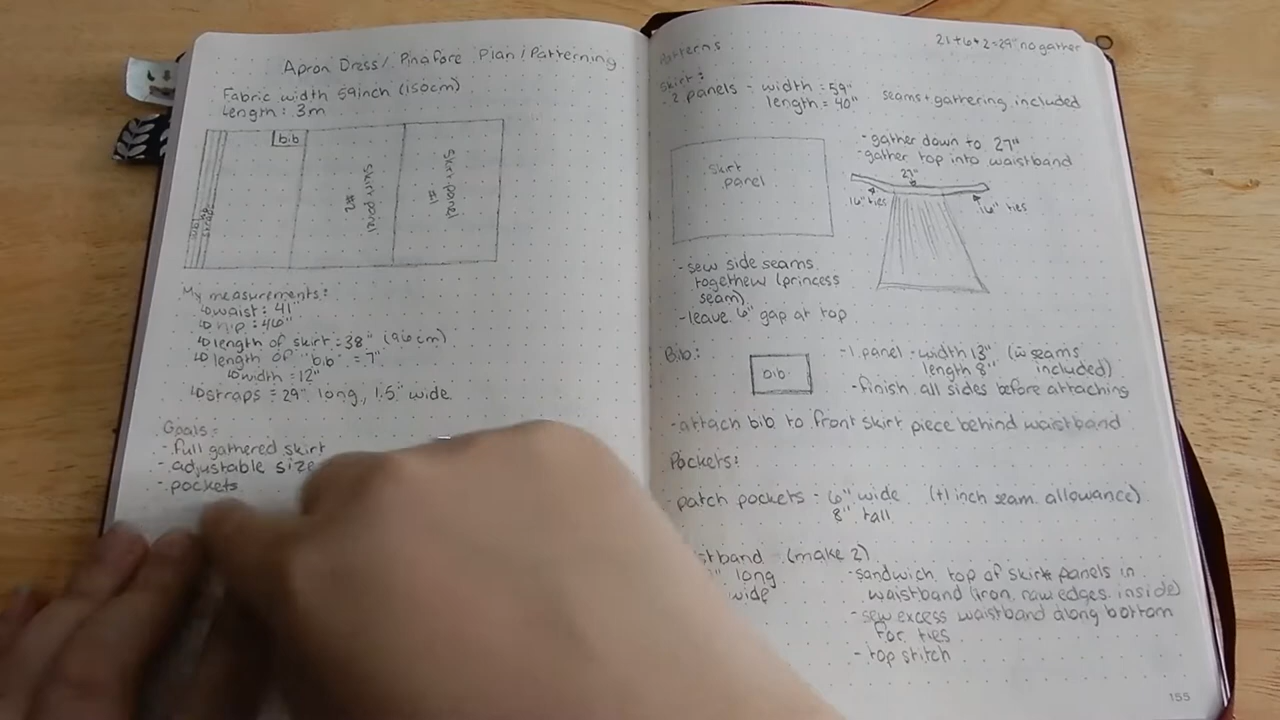 Apron Dress / Pinafore Plan / Patterning
Fabric width 59inch (150cm)
Length: 3m
bib
Skirt panel #2
Skirt panel #1
My measurements:
↳ waist: 41"
↳ hip: 46"
↳ length of skirt: 38" (96cm)
↳ length of "bib" = 7"
↳ width = 12"
↳ straps = 29" long, 1.5" wide
Goals:
- full gathered skirt
- adjustable size
- pockets
Patterns
21+6+2=29" no gather
Skirt:
2 panels - width = 59"
length = 40"
seams + gathering included
Skirt panel
- gather down to 27"
- gather top into waistband
27"
16" ties
16" ties
- sew side seams
togethew (princess
seam)
- leave 6" gap at top
Bib:
bib
- 1 panel - width 13" (w seams
length 8" included)
- finish all sides before attaching
- attach bib to front skirt piece behind waistband
Pockets:
- patch pockets - 6" wide (+1 inch seam allowance)
8" tall
stband (make 2)
" long
wide
- sandwich top of skirt panels in
waistband (iron raw edges inside)
- sew excess waistband along bottom
for ties
- top stitch
155